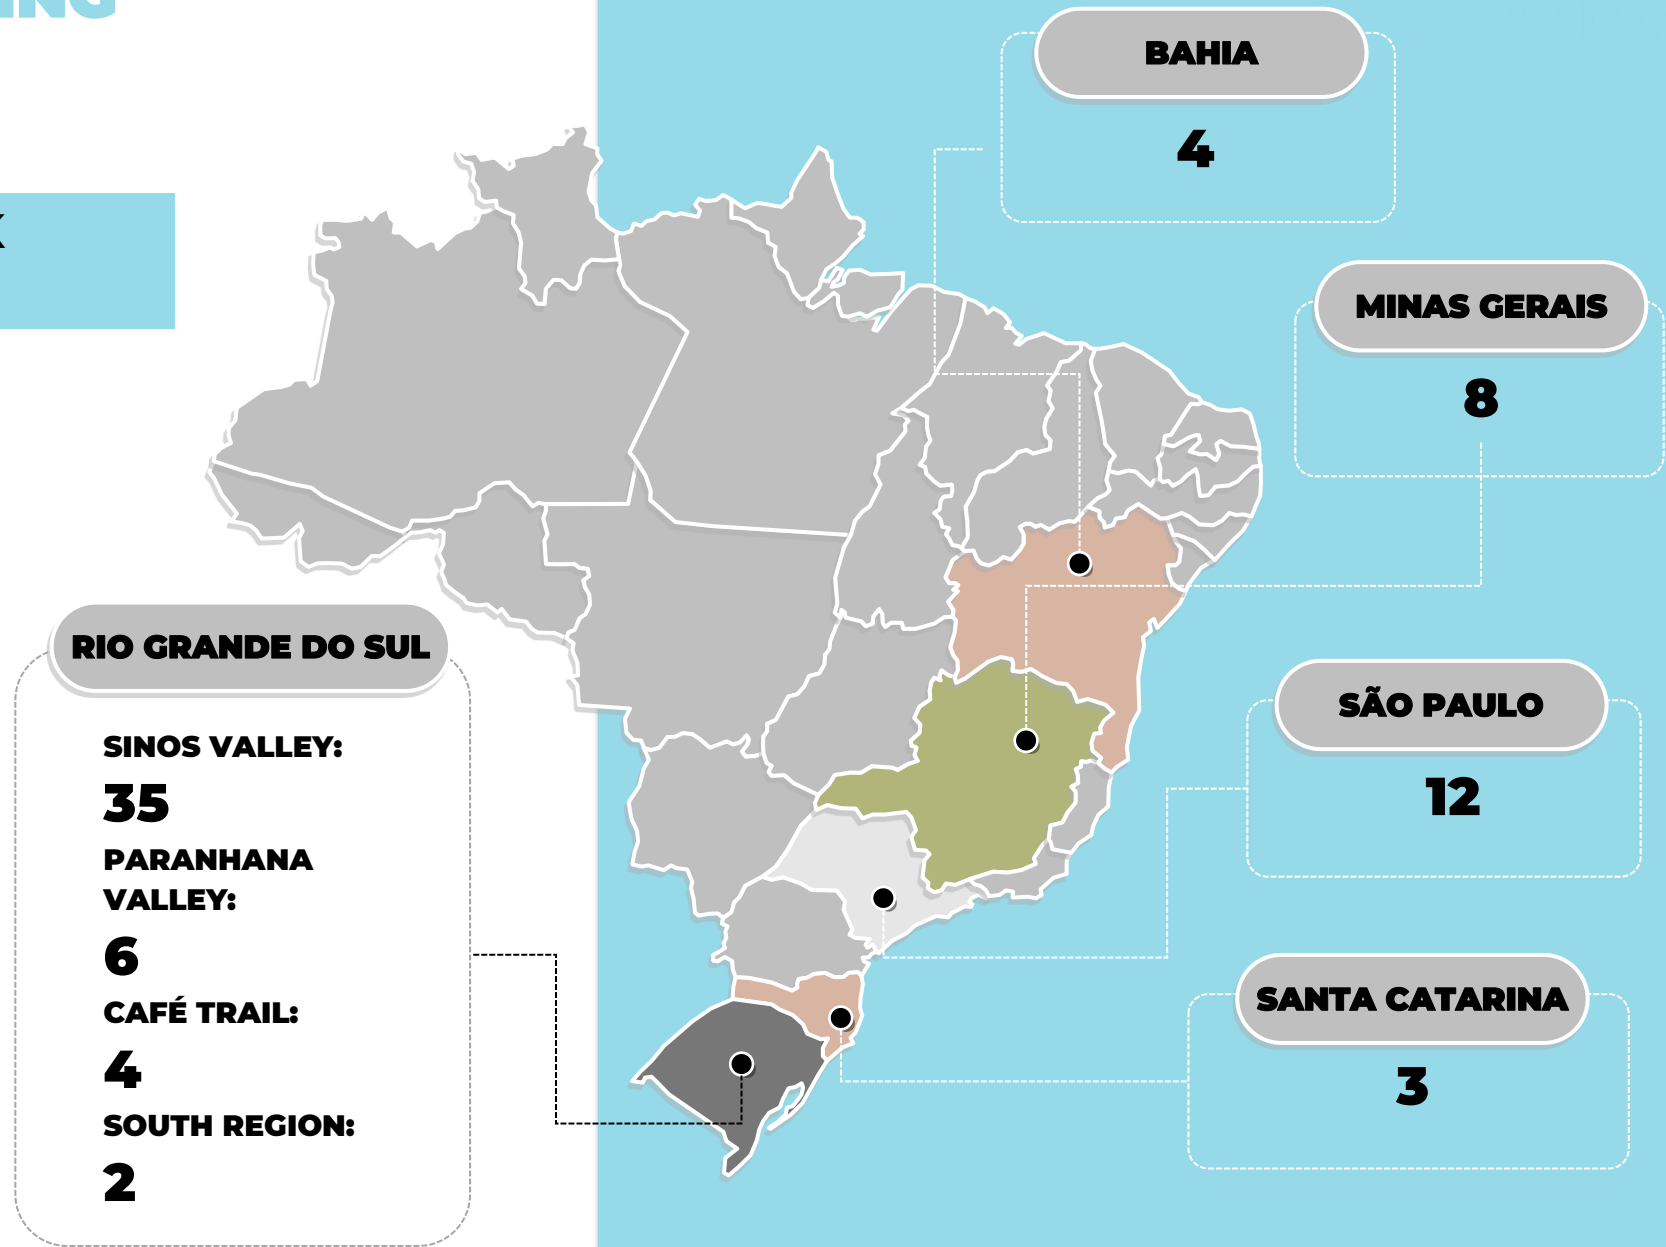 BAHIA
4
MINAS GERAIS
8
RIO GRANDE DO SUL
SINOS VALLEY:
35
PARANHANA
VALLEY:
6
CAFÉ TRAIL:
4
SOUTH REGION:
2
SÃO PAULO
12
SANTA CATARINA
3